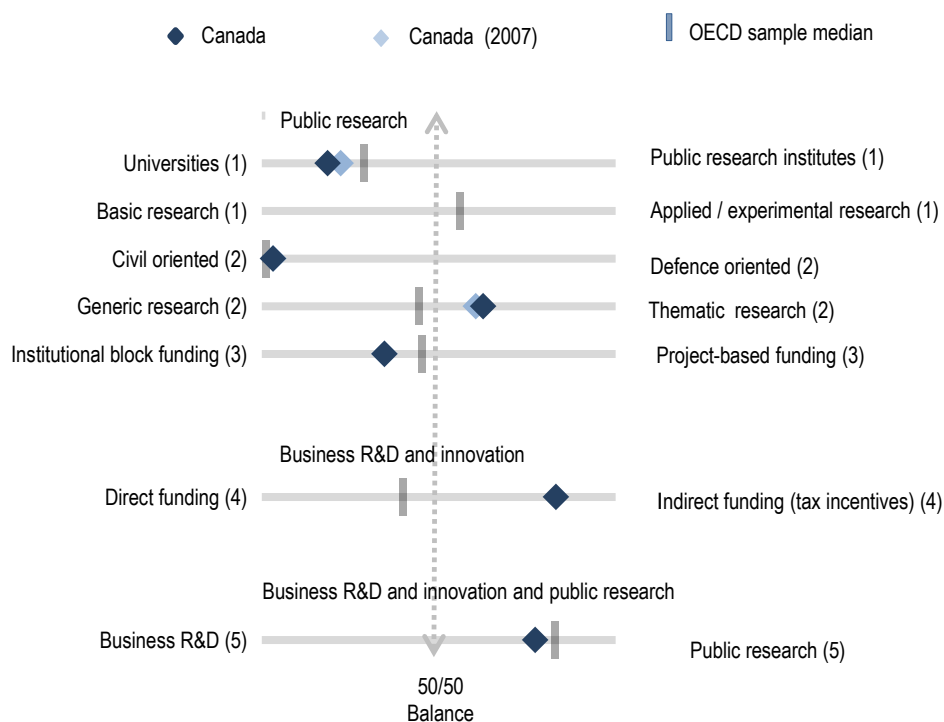 Canada
Canada (2007)
OECD sample median
Public research
Universities (1)
Public research institutes (1)
Basic research (1)
Applied / experimental research (1)
Civil oriented (2)
Defence oriented (2)
Generic research (2)
Thematic research (2)
Institutional block funding (3)
Project-based funding (3)
Business R&D and innovation
Direct funding (4)
Indirect funding (tax incentives) (4)
Business R&D and innovation and public research
Business R&D (5)
Public research (5)
50/50
Balance